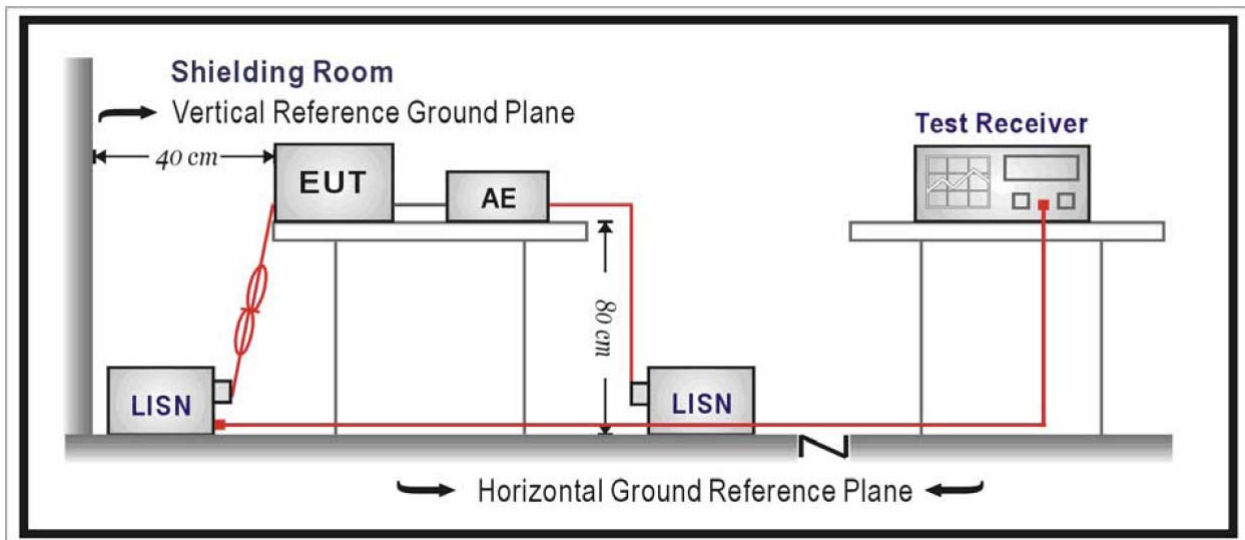 Shielding Room
Vertical Reference Ground Plane
Test Receiver
40 cm
EUT
AE
80 cm
LISN
LISN
Horizontal Ground Reference Plane